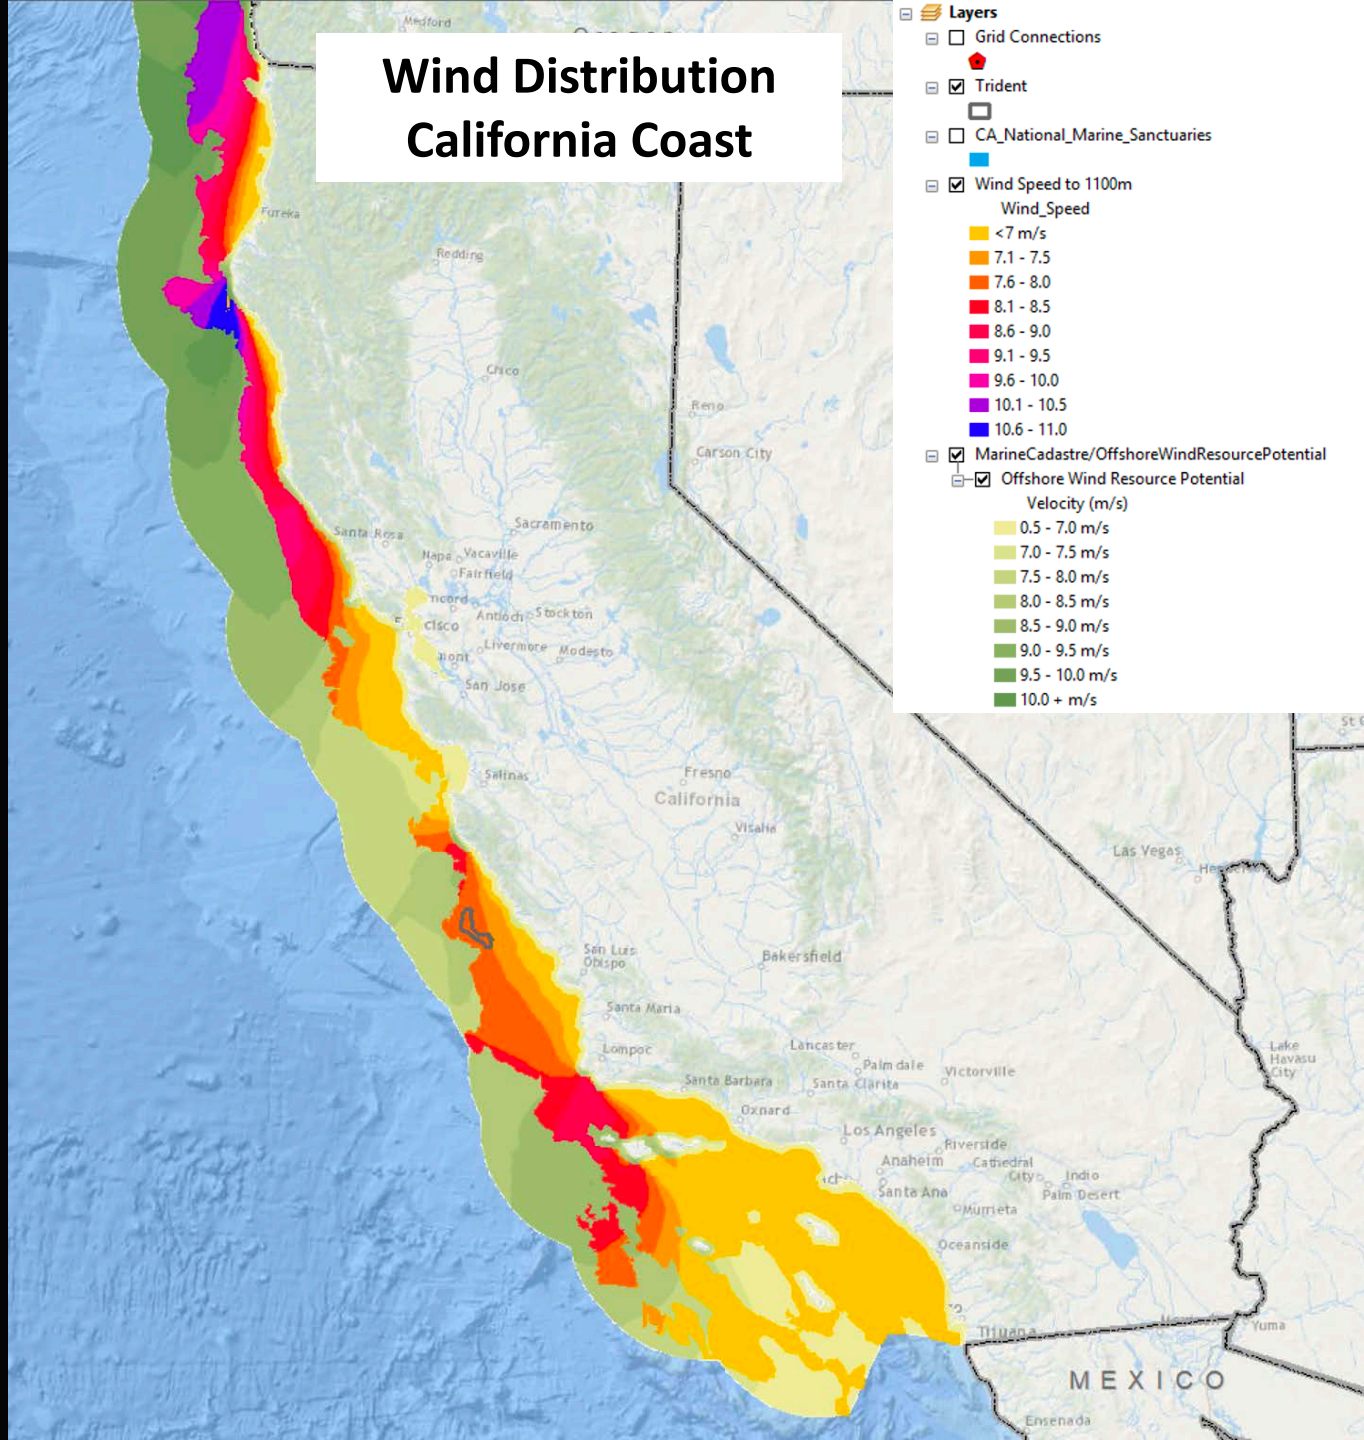 Wind Distribution
California Coast
Layers
Grid Connections
Trident
CA_National_Marine_Sanctuaries
Wind Speed to 1100m
Wind_Speed
<7 m/s
7.1 - 7.5
7.6 - 8.0
8.1 - 8.5
8.6 - 9.0
9.1 - 9.5
9.6 - 10.0
10.1 - 10.5
10.6 - 11.0
MarineCadastre/OffshoreWindResourcePotential
Offshore Wind Resource Potential
Velocity (m/s)
0.5 - 7.0 m/s
7.0 - 7.5 m/s
7.5 - 8.0 m/s
8.0 - 8.5 m/s
8.5 - 9.0 m/s
9.0 - 9.5 m/s
9.5 - 10.0 m/s
10.0 + m/s
Medford
Eureka
Redding
Chico
Reno
Carson City
Santa Rosa
Sacramento
Napa
Vacaville
Fairfield
ncord
Antioch
Stockton
cisco
Livermore
Modesto
mont
San Jose
Salinas
Fresno
California
Visalia
Las Vegas
San Luis
Obispo
Bakersfield
Santa Maria
Lompoc
Lancaster
Palmdale
Victorville
Lake
Havasu
City
Santa Barbara
Santa Clarita
Oxnard
Los Angeles
Riverside
Anaheim
Cathedral
City
Indio
Santa Ana
Palm Desert
Murrieta
Oceanside
Tijuana
Yuma
MEXICO
Ensenada